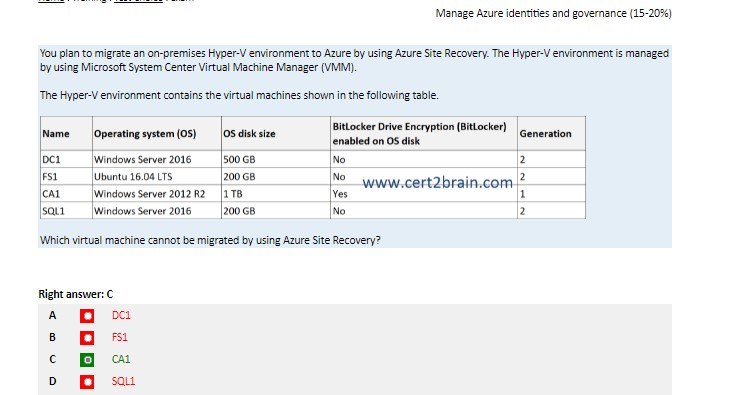 Manage Azure identities and governance (15-20%)
You plan to migrate an on-premises Hyper-V environment to Azure by using Azure Site Recovery. The Hyper-V environment is managed
by using Microsoft System Center Virtual Machine Manager (VMM).
The Hyper-V environment contains the virtual machines shown in the following table.
Name Operating system (OS) OS disk size BitLocker Drive Encryption (BitLocker) enabled on OS disk Generation
DC1 Windows Server 2016 500 GB No 2
FS1 Ubuntu 16.04 LTS 200 GB No 2
www.cert2brain.com
CA1 Windows Server 2012 R2 1 TB Yes 1
SQL1 Windows Server 2016 200 GB No 2
Which virtual machine cannot be migrated by using Azure Site Recovery?
Right answer: C
A DC1
B FS1
C CA1
D SQL1